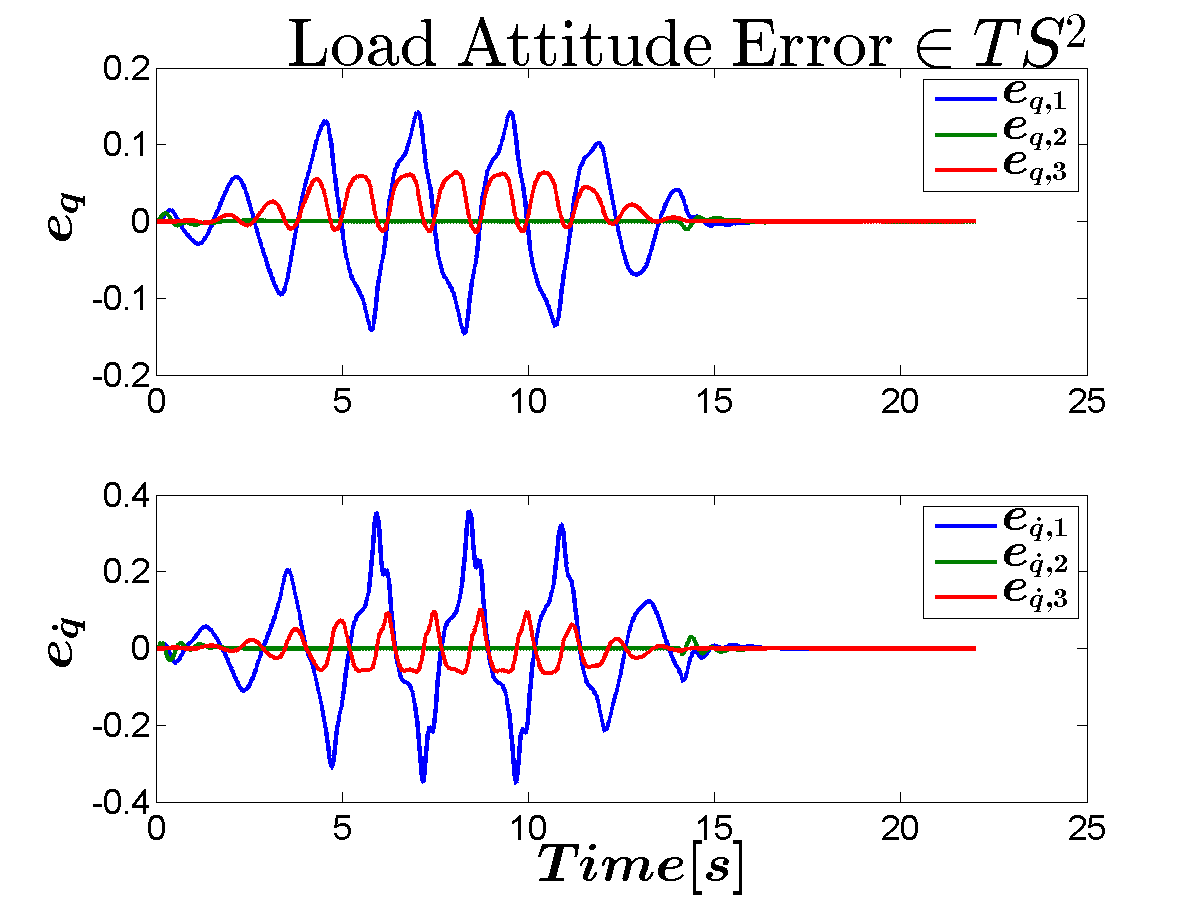 Load Attitude Error ∈ TS²
0.2
0.1
0
-0.1
-0.2
e_q
e_{q,1}
e_{q,2}
e_{q,3}
0 5 10 15 20 25
0.4
0.2
0
-0.2
-0.4
e_{q̇}
e_{q̇,1}
e_{q̇,2}
e_{q̇,3}
0 5 10 15 20 25
Time[s]